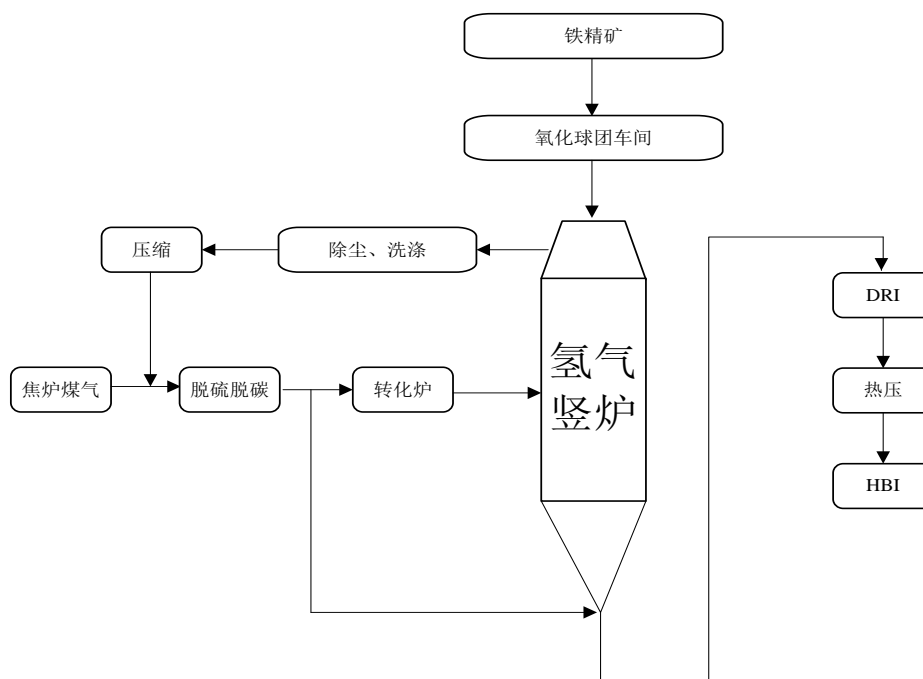 铁精矿
氧化球团车间
压缩
除尘、洗涤
DRI
氢气
竖炉
焦炉煤气
脱硫脱碳
转化炉
热压
HBI